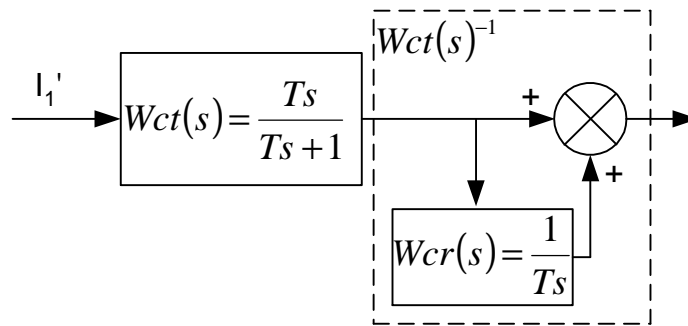 Wct(s)⁻¹
I₁'
Wct(s) = Ts / Ts + 1
+
+
Wcr(s) = 1 / Ts